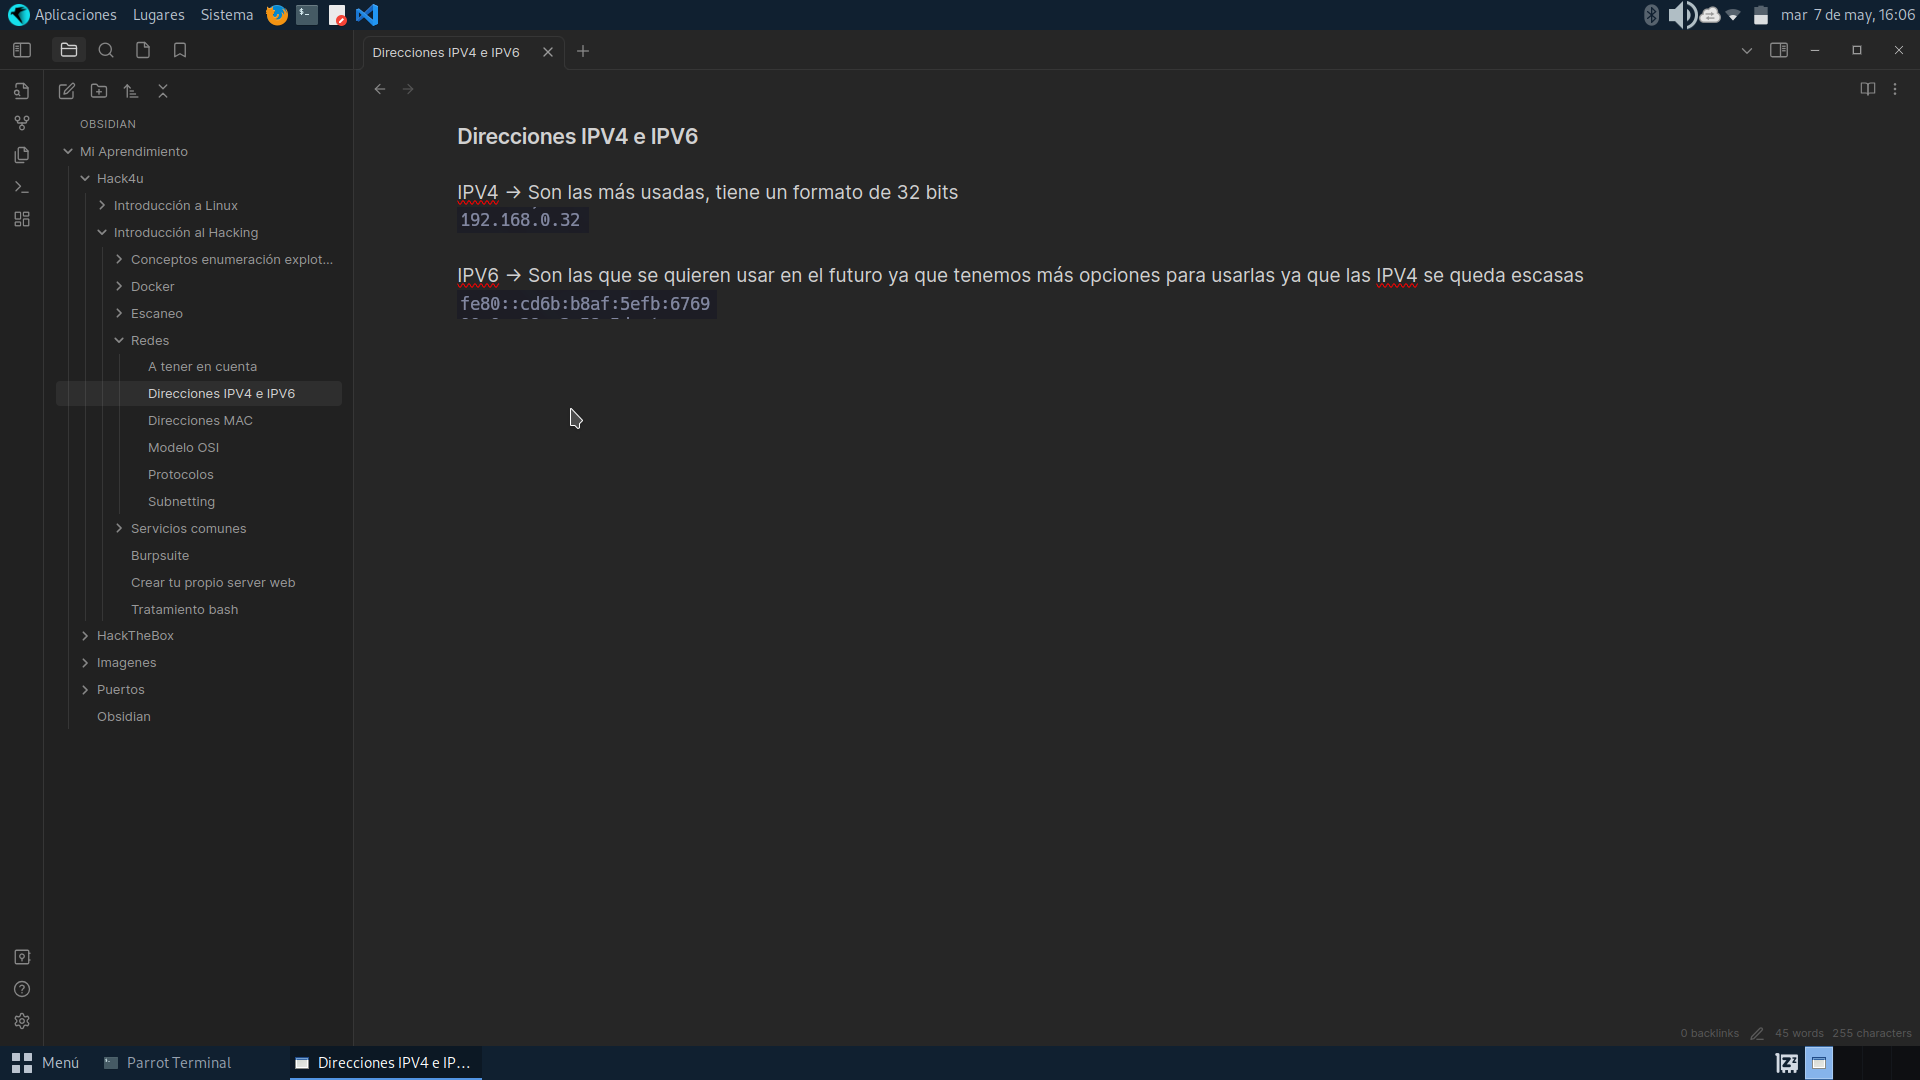 Aplicaciones Lugares Sistema mar 7 de may, 16:06
Direcciones IPV4 e IPV6
OBSIDIAN
Mi Aprendimiento
Hack4u
Introducción a Linux
Introducción al Hacking
Conceptos enumeración explot...
Docker
Escaneo
Redes
A tener en cuenta
Direcciones IPV4 e IPV6
Direcciones MAC
Modelo OSI
Protocolos
Subnetting
Servicios comunes
Burpsuite
Crear tu propio server web
Tratamiento bash
HackTheBox
Imagenes
Puertos
Obsidian
Direcciones IPV4 e IPV6
IPV4 → Son las más usadas, tiene un formato de 32 bits
192.168.0.32
IPV6 → Son las que se quieren usar en el futuro ya que tenemos más opciones para usarlas ya que las IPV4 se queda escasas
fe80::cd6b:b8af:5efb:6769
0 backlinks 45 words 255 characters
Menú Parrot Terminal Direcciones IPV4 e IP...